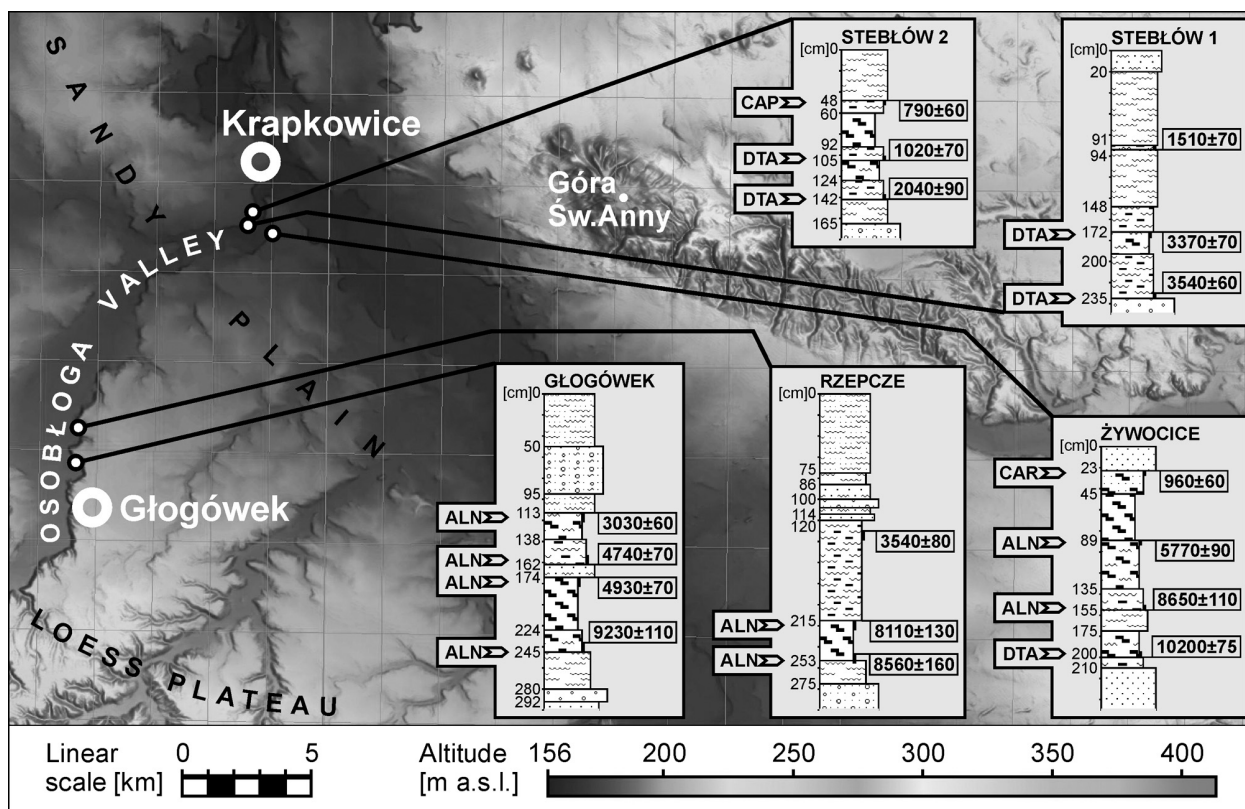 SANDY PLAIN
Krapkowice
OSOBŁOGA VALLEY
Góra
Św.Anny
Głogówek
LOESS PLATEAU
STEBŁÓW 2
[cm]0
48
60
92
105
124
142
165
CAP
DTA
DTA
790±60
1020±70
2040±90
STEBŁÓW 1
[cm]0
20
91
94
148
172
200
235
DTA
DTA
1510±70
3370±70
3540±60
GŁOGÓWEK
[cm]0
50
95
113
138
162
174
224
245
280
292
ALN
ALN
ALN
ALN
3030±60
4740±70
4930±70
9230±110
RZEPCZE
[cm]0
75
86
100
114
120
215
253
275
ALN
ALN
3540±80
8110±130
8560±160
ŻYWOCICE
[cm]0
23
45
89
135
155
175
200
210
CAR
ALN
ALN
DTA
960±60
5770±90
8650±110
10200±75
Linear
scale [km]
0 5
Altitude
[m a.s.l.]
156 200 250 300 350 400